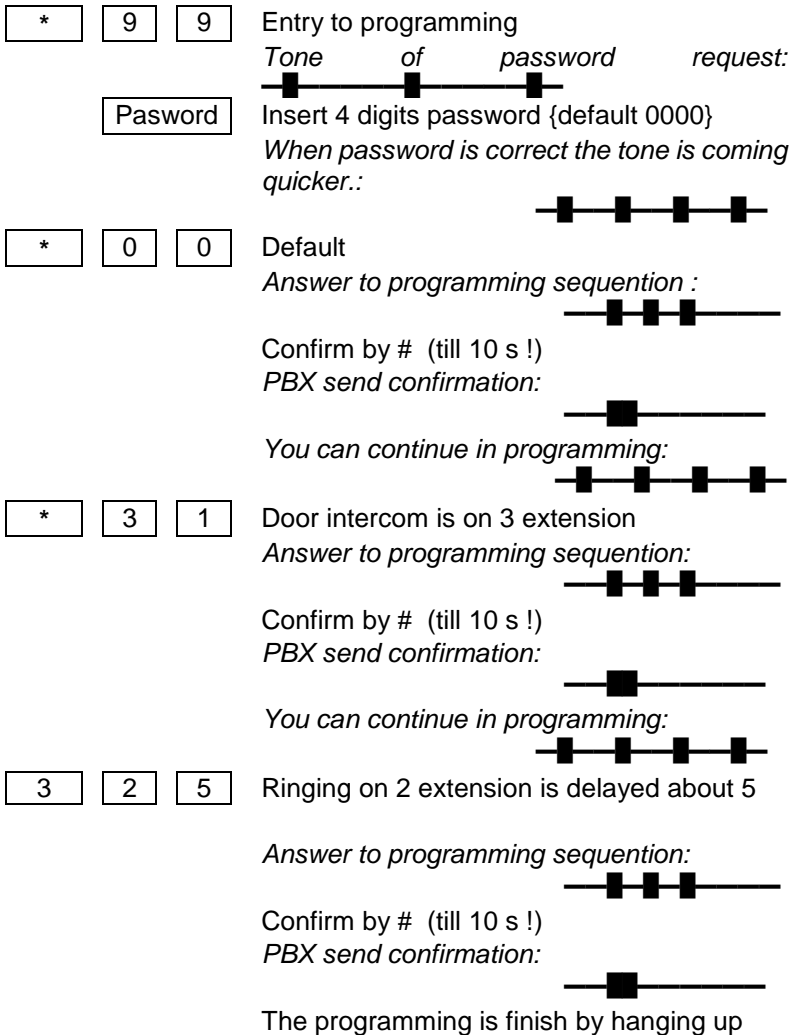 * 9 9 Entry to programming
Tone of password request:
Pasword Insert 4 digits password {default 0000}
When password is correct the tone is coming
quicker.:
* 0 0 Default
Answer to programming sequention :
Confirm by # (till 10 s !)
PBX send confirmation:
You can continue in programming:
* 3 1 Door intercom is on 3 extension
Answer to programming sequention:
Confirm by # (till 10 s !)
PBX send confirmation:
You can continue in programming:
3 2 5 Ringing on 2 extension is delayed about 5
Answer to programming sequention:
Confirm by # (till 10 s !)
PBX send confirmation:
The programming is finish by hanging up